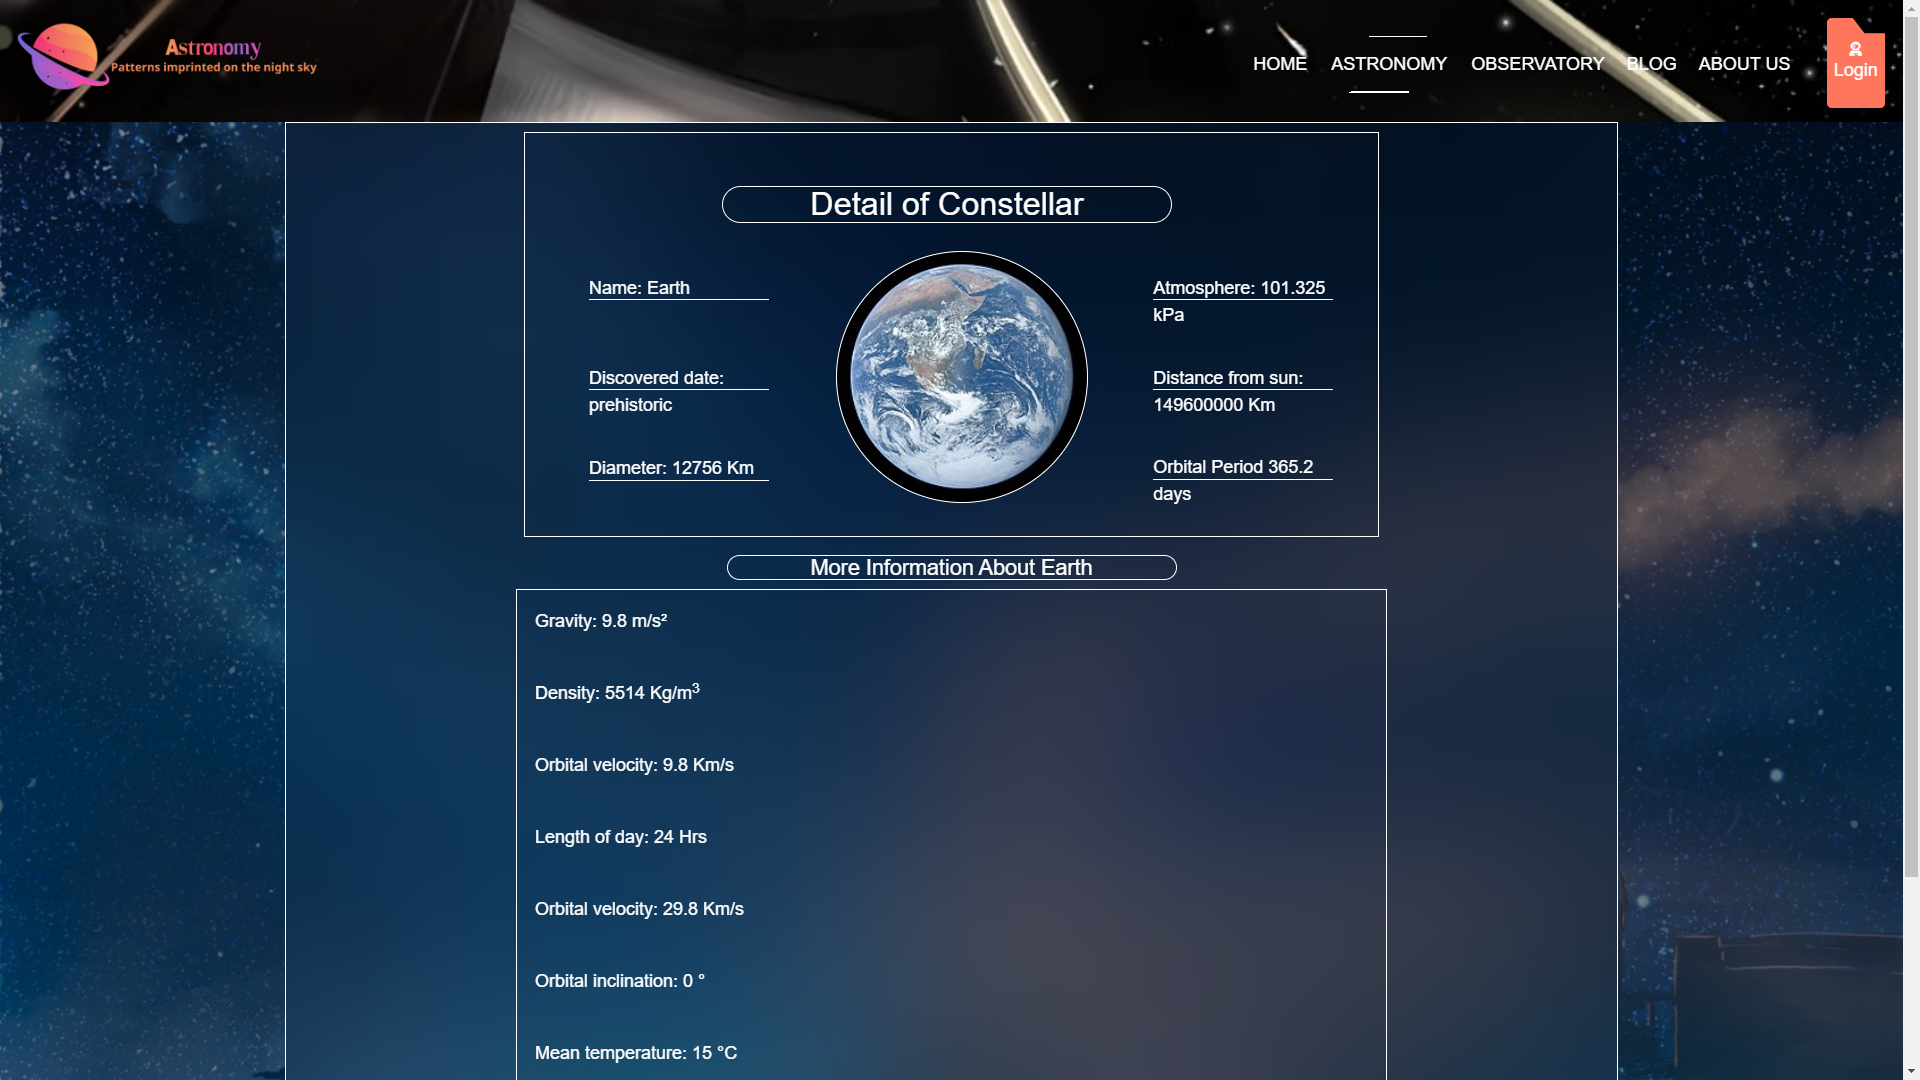 Astronomy
Patterns imprinted on the night sky
HOME
ASTRONOMY
OBSERVATORY
BLOG
ABOUT US
Login
Detail of Constellar
Name: Earth
Discovered date:
prehistoric
Diameter: 12756 Km
Atmosphere: 101.325
kPa
Distance from sun:
149600000 Km
Orbital Period 365.2
days
More Information About Earth
Gravity: 9.8 m/s²
Density: 5514 Kg/m³
Orbital velocity: 9.8 Km/s
Length of day: 24 Hrs
Orbital velocity: 29.8 Km/s
Orbital inclination: 0 °
Mean temperature: 15 °C